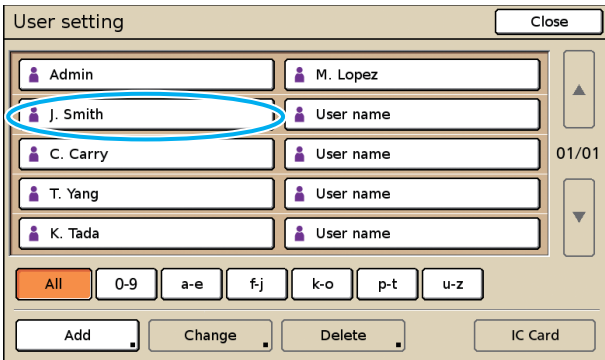 User setting
Close
Admin
M. Lopez
J. Smith
User name
C. Carry
User name
01/01
T. Yang
User name
K. Tada
User name
All
0-9
a-e
f-j
k-o
p-t
u-z
Add
Change
Delete
IC Card